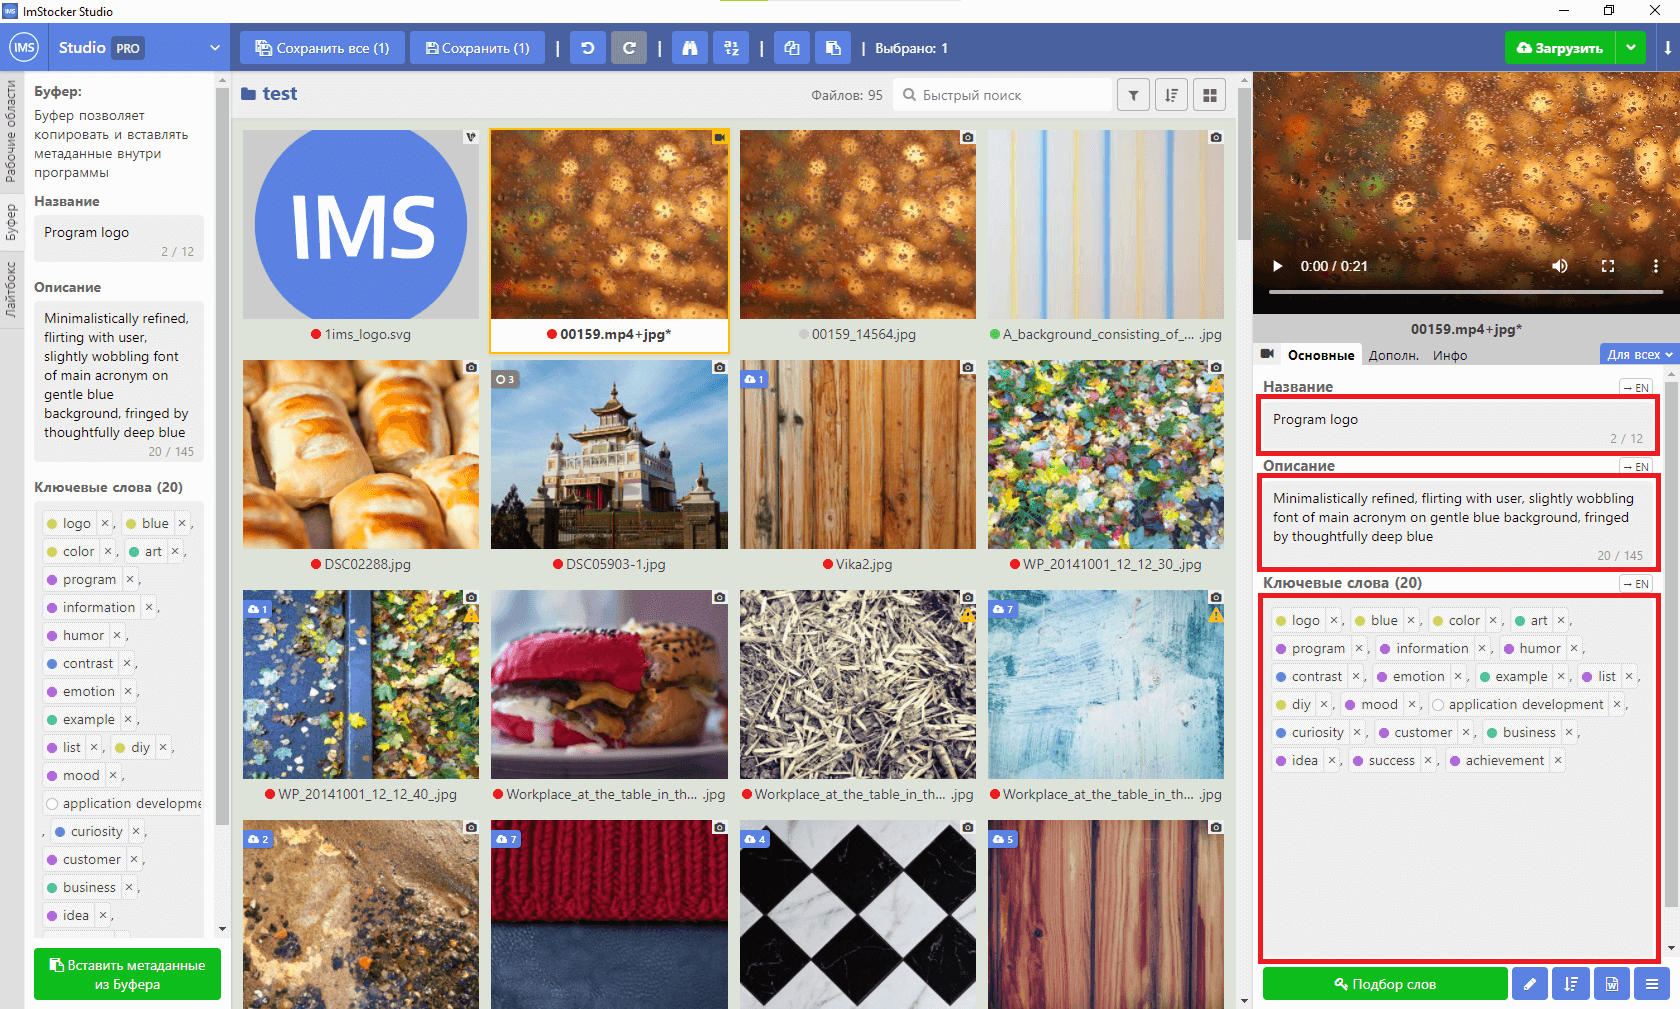 ImStocker Studio
IMS Studio PRO
Сохранить все (1)
Сохранить (1)
Выбрано: 1
Загрузить
Рабочие области
Буфер
Лайтбокс
Буфер:
Буфер позволяет
копировать и вставлять
метаданные внутри
программы
Название
Program logo
2 / 12
Описание
Minimalistically refined,
flirting with user,
slightly wobbling font
of main acronym on
gentle blue
background, fringed by
thoughtfully deep blue
20 / 145
Ключевые слова (20)
logo ×, blue ×,
color ×, art ×,
program ×,
information ×,
humor ×,
contrast ×,
emotion ×,
example ×,
list ×, diy ×,
mood ×,
application developme
, curiosity ×,
customer ×,
business ×,
idea ×,
Вставить метаданные
из Буфера
test
Файлов: 95
Быстрый поиск
IMS
1ims_logo.svg
00159.mp4+jpg*
00159_14564.jpg
A_background_consisting_of_... .jpg
DSC02288.jpg
3
DSC05903-1.jpg
1
Vika2.jpg
WP_20141001_12_12_30_.jpg
1
WP_20141001_12_12_40_.jpg
Workplace_at_the_table_in_th... .jpg
Workplace_at_the_table_in_th... .jpg
7
Workplace_at_the_table_in_th... .jpg
2
7
4
5
0:00 / 0:21
00159.mp4+jpg*
Основные Дополн. Инфо Для всех
Название → EN
Program logo
2 / 12
Описание → EN
Minimalistically refined, flirting with user, slightly wobbling
font of main acronym on gentle blue background, fringed
by thoughtfully deep blue
20 / 145
Ключевые слова (20) → EN
logo ×, blue ×, color ×, art ×,
program ×, information ×, humor ×,
contrast ×, emotion ×, example ×, list ×,
diy ×, mood ×, application development ×,
curiosity ×, customer ×, business ×,
idea ×, success ×, achievement ×
Подбор слов